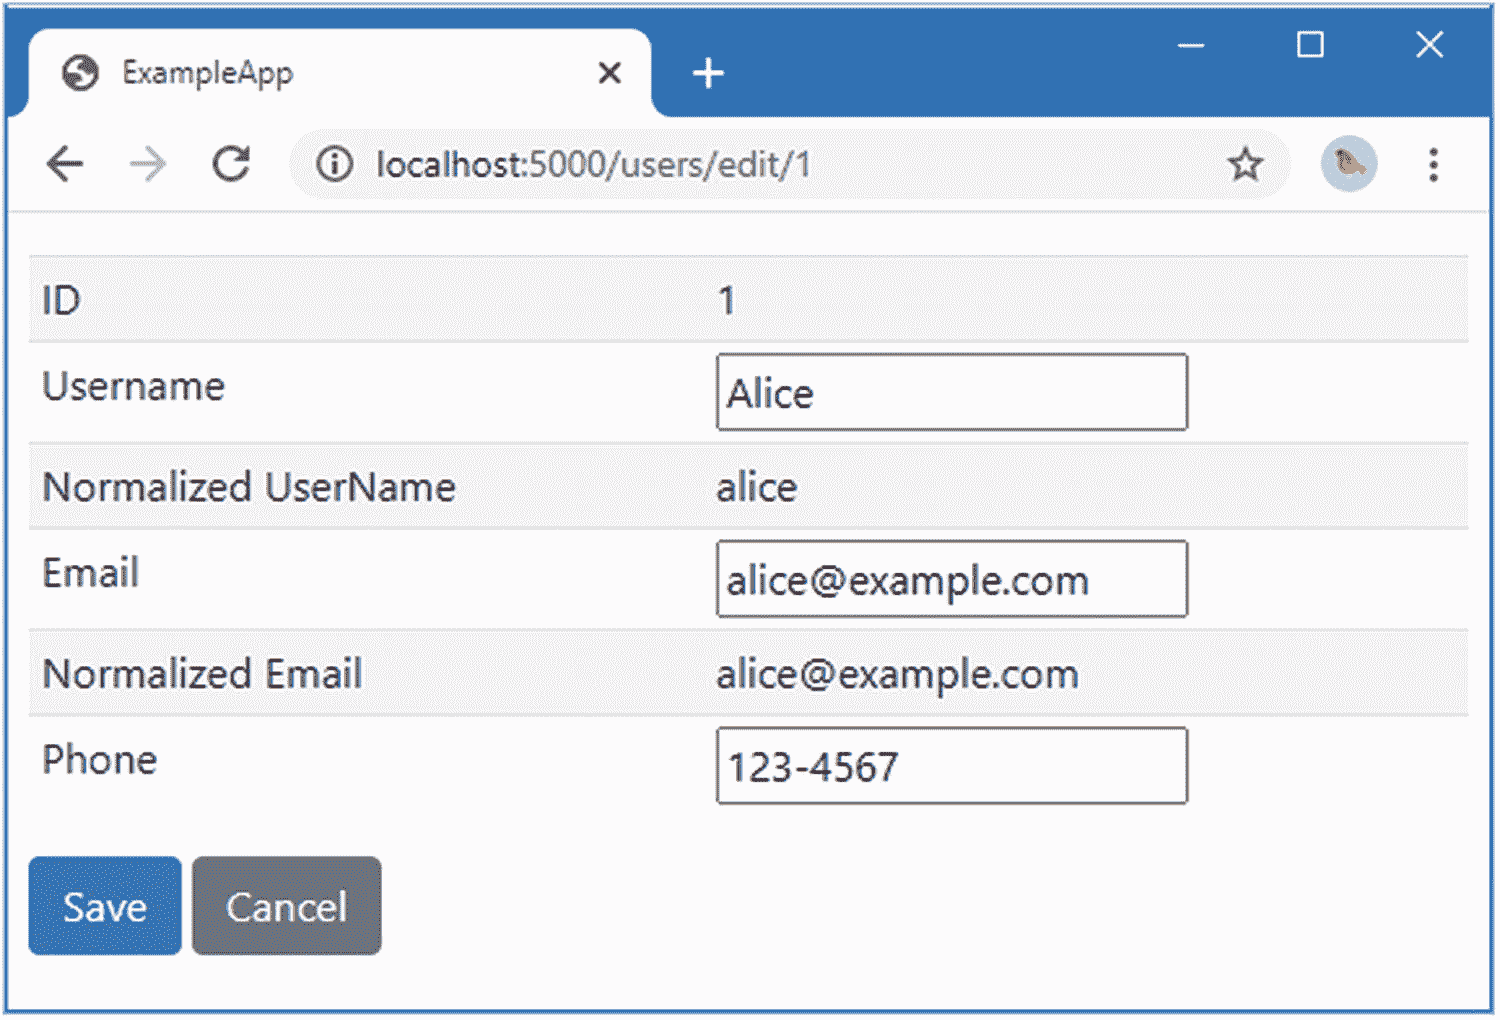 ExampleApp
localhost:5000/users/edit/1
ID 1
Username Alice
Normalized UserName alice
Email alice@example.com
Normalized Email alice@example.com
Phone 123-4567
Save Cancel